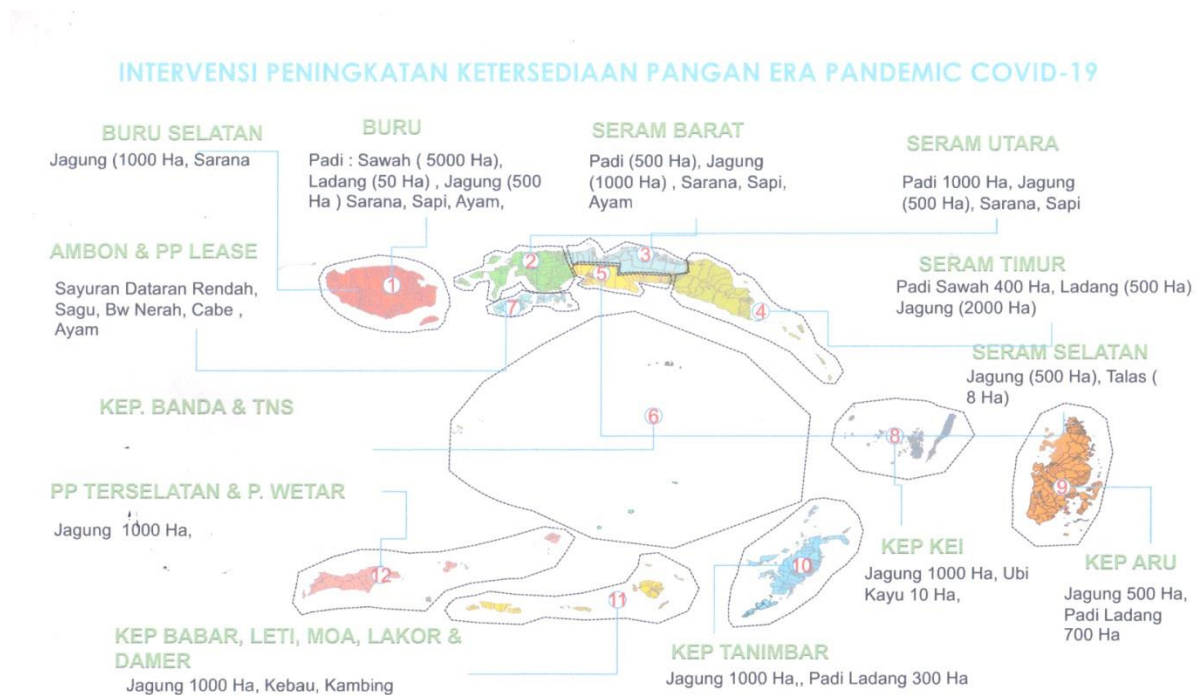 INTERVENSI PENINGKATAN KETERSEDIAAN PANGAN ERA PANDEMIC COVID-19
BURU SELATAN
Jagung (1000 Ha, Sarana
BURU
Padi : Sawah ( 5000 Ha),
Ladang (50 Ha) , Jagung (500
Ha ) Sarana, Sapi, Ayam,
SERAM BARAT
Padi (500 Ha), Jagung
(1000 Ha) , Sarana, Sapi,
Ayam
SERAM UTARA
Padi 1000 Ha, Jagung
(500 Ha), Sarana, Sapi
AMBON & PP LEASE
Sayuran Dataran Rendah,
Sagu, Bw Nerah, Cabe ,
Ayam
SERAM TIMUR
Padi Sawah 400 Ha, Ladang (500 Ha)
Jagung (2000 Ha)
SERAM SELATAN
Jagung (500 Ha), Talas (
8 Ha)
1
2
3
5
7
4
6
8
9
10
11
12
KEP. BANDA & TNS
PP TERSELATAN & P. WETAR
Jagung 1000 Ha,
KEP KEI
Jagung 1000 Ha, Ubi
Kayu 10 Ha,
KEP ARU
Jagung 500 Ha,
Padi Ladang
700 Ha
KEP BABAR, LETI, MOA, LAKOR &
DAMER
Jagung 1000 Ha, Kebau, Kambing
KEP TANIMBAR
Jagung 1000 Ha,, Padi Ladang 300 Ha